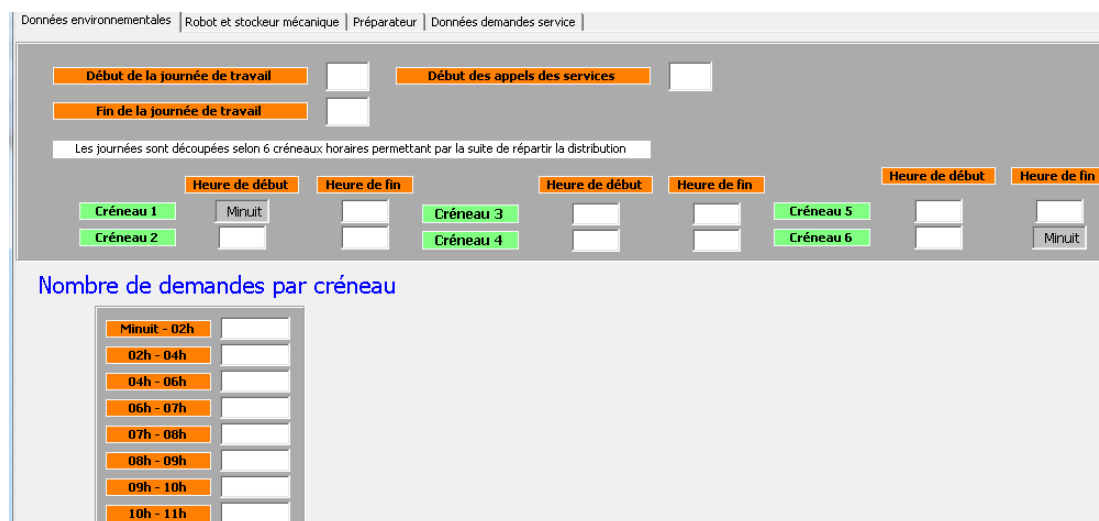 Données environnementales Robot et stockeur mécanique Préparateur Données demandes service
Début de la journée de travail Début des appels des services
Fin de la journée de travail
Les journées sont découpées selon 6 créneaux horaires permettant par la suite de répartir la distribution
Heure de début Heure de fin Heure de début Heure de fin Heure de début Heure de fin
Créneau 1 Minuit Créneau 3 Créneau 5
Créneau 2 Créneau 4 Créneau 6 Minuit
Nombre de demandes par créneau
Minuit - 02h
02h - 04h
04h - 06h
06h - 07h
07h - 08h
08h - 09h
09h - 10h
10h - 11h